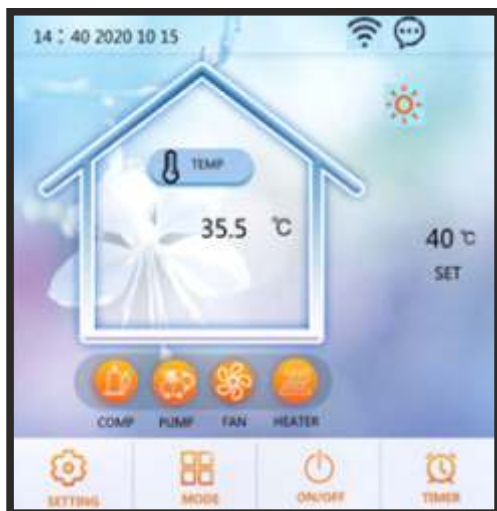 14 : 40 2020 10 15
TEMP
35.5 ℃
40 ℃
SET
COMP PUMP FAN HEATER
SETTING MODE ON/OFF TIMER